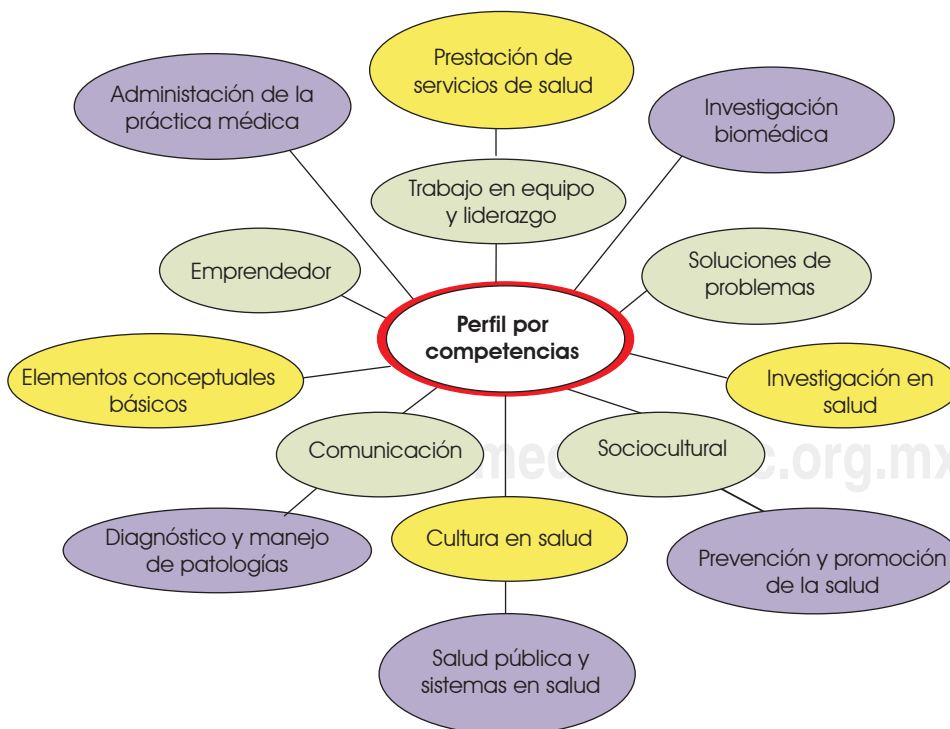 Prestación de
servicios de salud
Administación de la
práctica médica
Investigación
biomédica
Trabajo en equipo
y liderazgo
Emprendedor
Soluciones de
problemas
Perfil por
competencias
Elementos conceptuales
básicos
Investigación en
salud
Comunicación
Sociocultural
c.org.mx
Diagnóstico y manejo
de patologías
Cultura en salud
Prevención y promoción
de la salud
Salud pública y
sistemas en salud